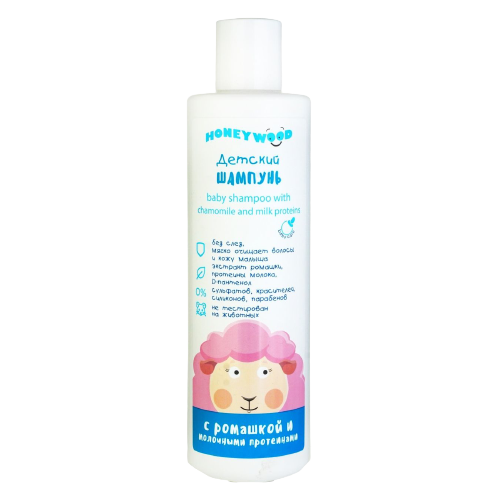 HONEYWOOD
Детский
ШАМПУНЬ
baby shampoo with
chamomile and milk proteins
без слез,
мягко очищает волосы
и кожу малыша
экстракт ромашки,
протеины молока,
D-пантенол
0% сульфатов, красителей,
силиконов, парабенов
не тестирован
на животных
с ромашкой и
молочными протеинами